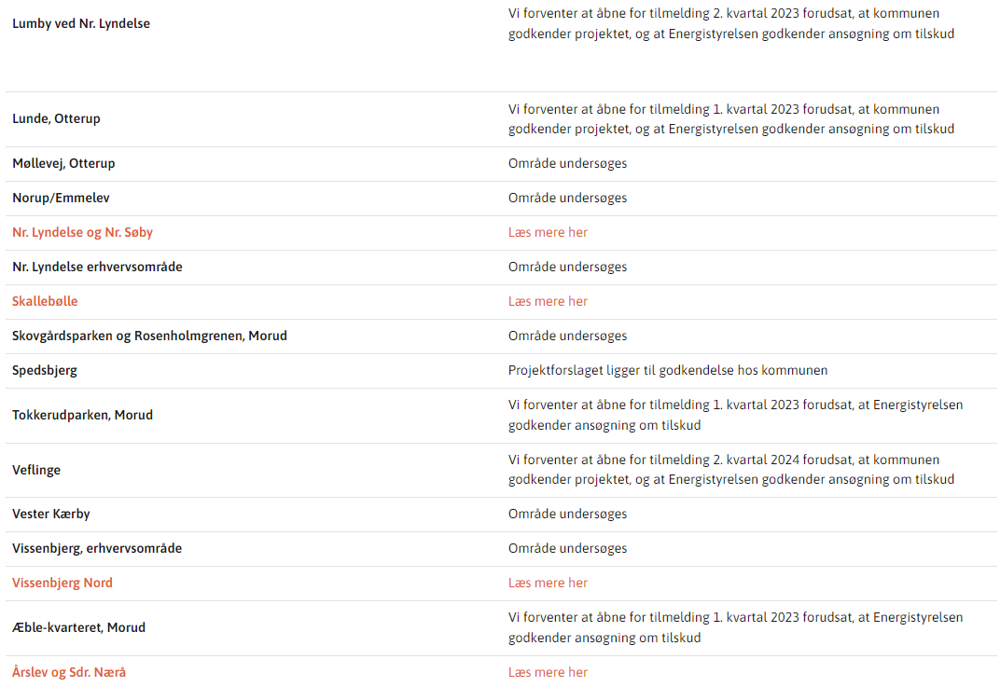 Lumby ved Nr. Lyndelse
Vi forventer at åbne for tilmelding 2. kvartal 2023 forudsat, at kommunen
godkender projektet, og at Energistyrelsen godkender ansøgning om tilskud
Lunde, Otterup
Vi forventer at åbne for tilmelding 1. kvartal 2023 forudsat, at kommunen
godkender projektet, og at Energistyrelsen godkender ansøgning om tilskud
Møllevej, Otterup
Område undersøges
Norup/Emmelev
Område undersøges
Nr. Lyndelse og Nr. Søby
Læs mere her
Nr. Lyndelse erhvervsområde
Område undersøges
Skallebølle
Læs mere her
Skovgårdsparken og Rosenholmgrenen, Morud
Område undersøges
Spedsbjerg
Projektforslaget ligger til godkendelse hos kommunen
Tokkerudparken, Morud
Vi forventer at åbne for tilmelding 1. kvartal 2023 forudsat, at Energistyrelsen
godkender ansøgning om tilskud
Veflinge
Vi forventer at åbne for tilmelding 2. kvartal 2024 forudsat, at kommunen
godkender projektet, og at Energistyrelsen godkender ansøgning om tilskud
Vester Kærby
Område undersøges
Vissenbjerg, erhvervsområde
Område undersøges
Vissenbjerg Nord
Læs mere her
Æble-kvarteret, Morud
Vi forventer at åbne for tilmelding 1. kvartal 2023 forudsat, at Energistyrelsen
godkender ansøgning om tilskud
Årslev og Sdr. Nærå
Læs mere her